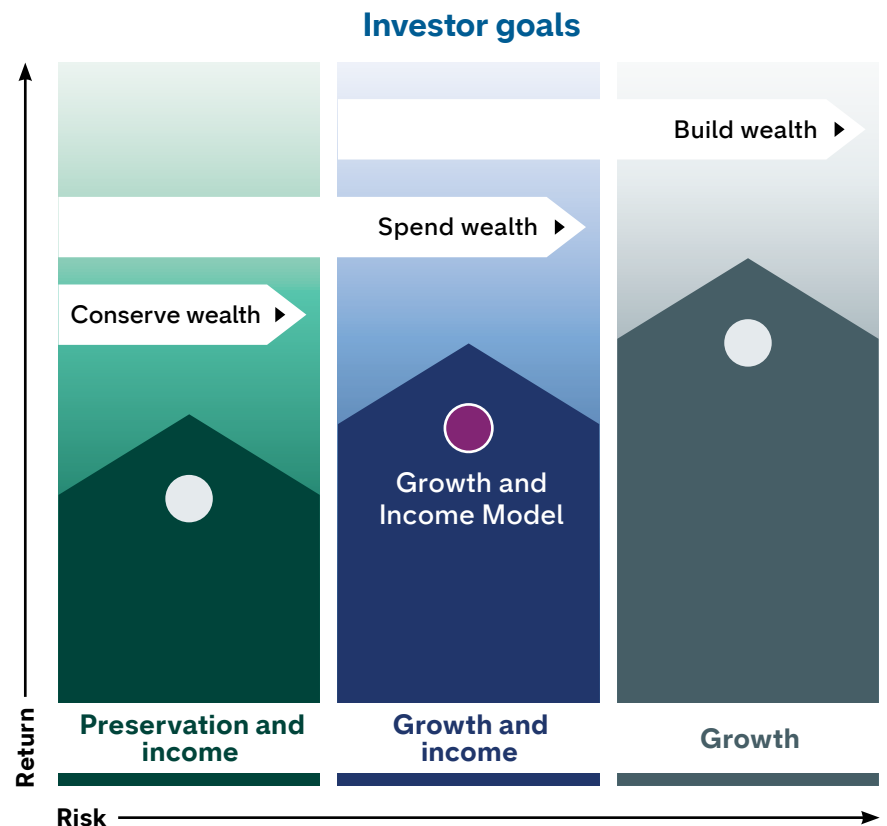 Investor goals
Build wealth
Spend wealth
Conserve wealth
Growth and
Income Model
Preservation and
income
Growth and
income
Growth
Return
Risk